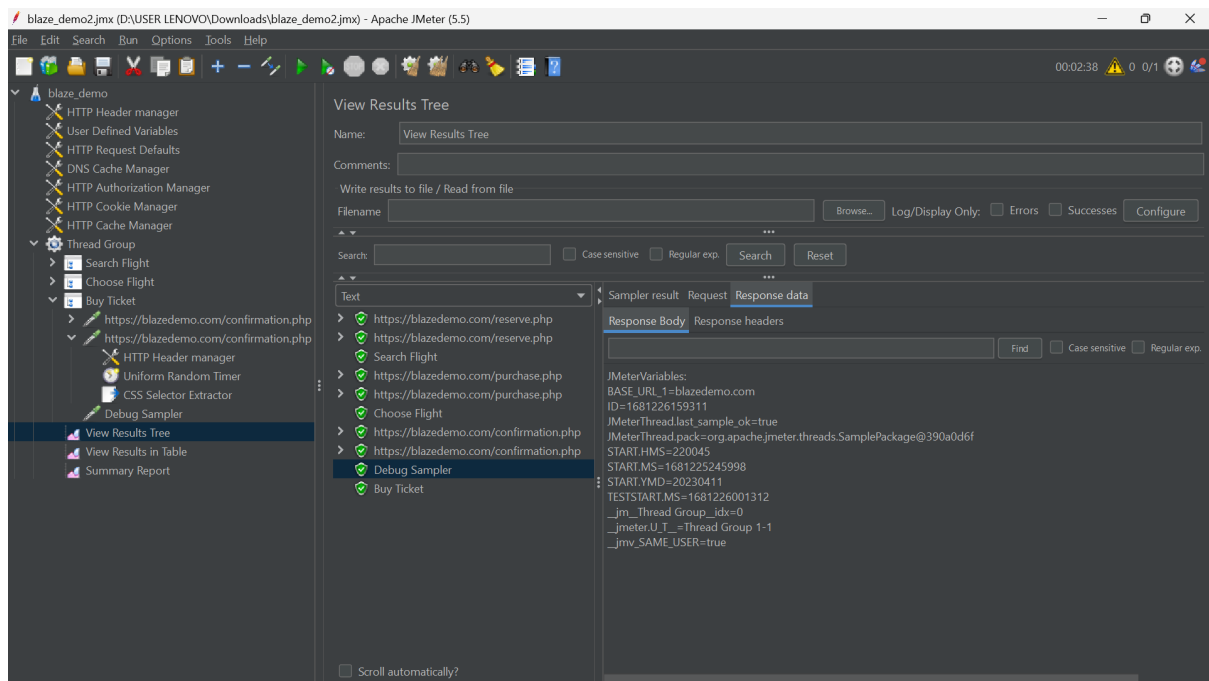 blaze_demo2.jmx (D:\USER LENOVO\Downloads\blaze_demo2.jmx) - Apache JMeter (5.5)
File Edit Search Run Options Tools Help
00:02:38 0 0/1
blaze_demo
HTTP Header manager
User Defined Variables
HTTP Request Defaults
DNS Cache Manager
HTTP Authorization Manager
HTTP Cookie Manager
HTTP Cache Manager
Thread Group
Search Flight
Choose Flight
Buy Ticket
https://blazedemo.com/confirmation.php
https://blazedemo.com/confirmation.php
HTTP Header manager
Uniform Random Timer
CSS Selector Extractor
Debug Sampler
View Results Tree
View Results in Table
Summary Report
View Results Tree
Name: View Results Tree
Comments:
Write results to file / Read from file
Filename Browse... Log/Display Only: Errors Successes Configure
Search: Case sensitive Regular exp. Search Reset
Text
https://blazedemo.com/reserve.php
https://blazedemo.com/reserve.php
Search Flight
https://blazedemo.com/purchase.php
https://blazedemo.com/purchase.php
Choose Flight
https://blazedemo.com/confirmation.php
https://blazedemo.com/confirmation.php
Debug Sampler
Buy Ticket
Scroll automatically?
Sampler result Request Response data
Response Body Response headers
Find Case sensitive Regular exp.
JMeterVariables:
BASE_URL_1=blazedemo.com
ID=1681226159311
JMeterThread.last_sample_ok=true
JMeterThread.pack=org.apache.jmeter.threads.SamplePackage@390a0d6f
START.HMS=220045
START.MS=1681225245998
START.YMD=20230411
TESTSTART.MS=1681226001312
__jm__Thread Group__idx=0
__jmeter.U_T__=Thread Group 1-1
__jmv_SAME_USER=true